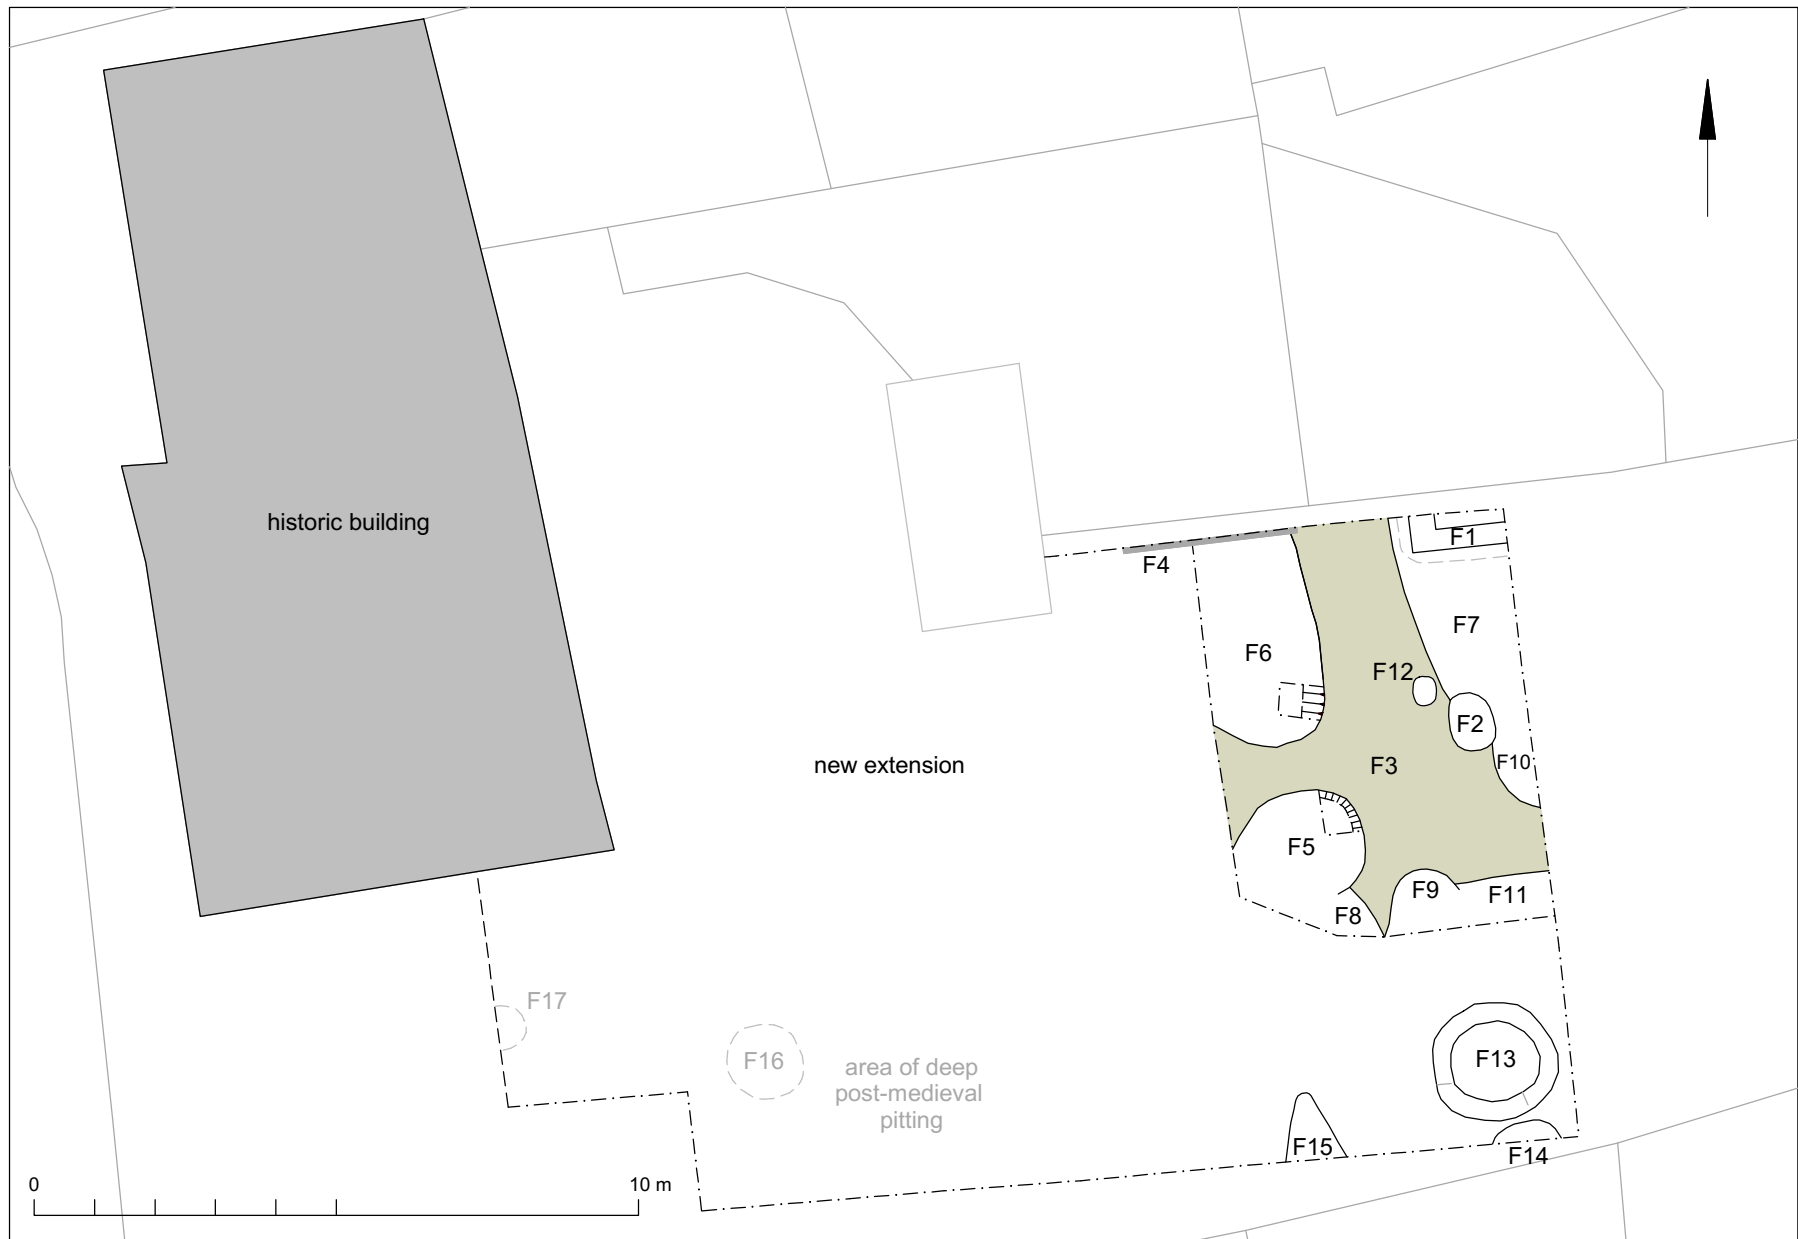 historic building
F4
F1
F6
F7
F12
F2
F10
F3
new extension
F5
F9
F11
F8
F17
F16
area of deep
post-medieval
pitting
F13
F15
F14
0
10 m